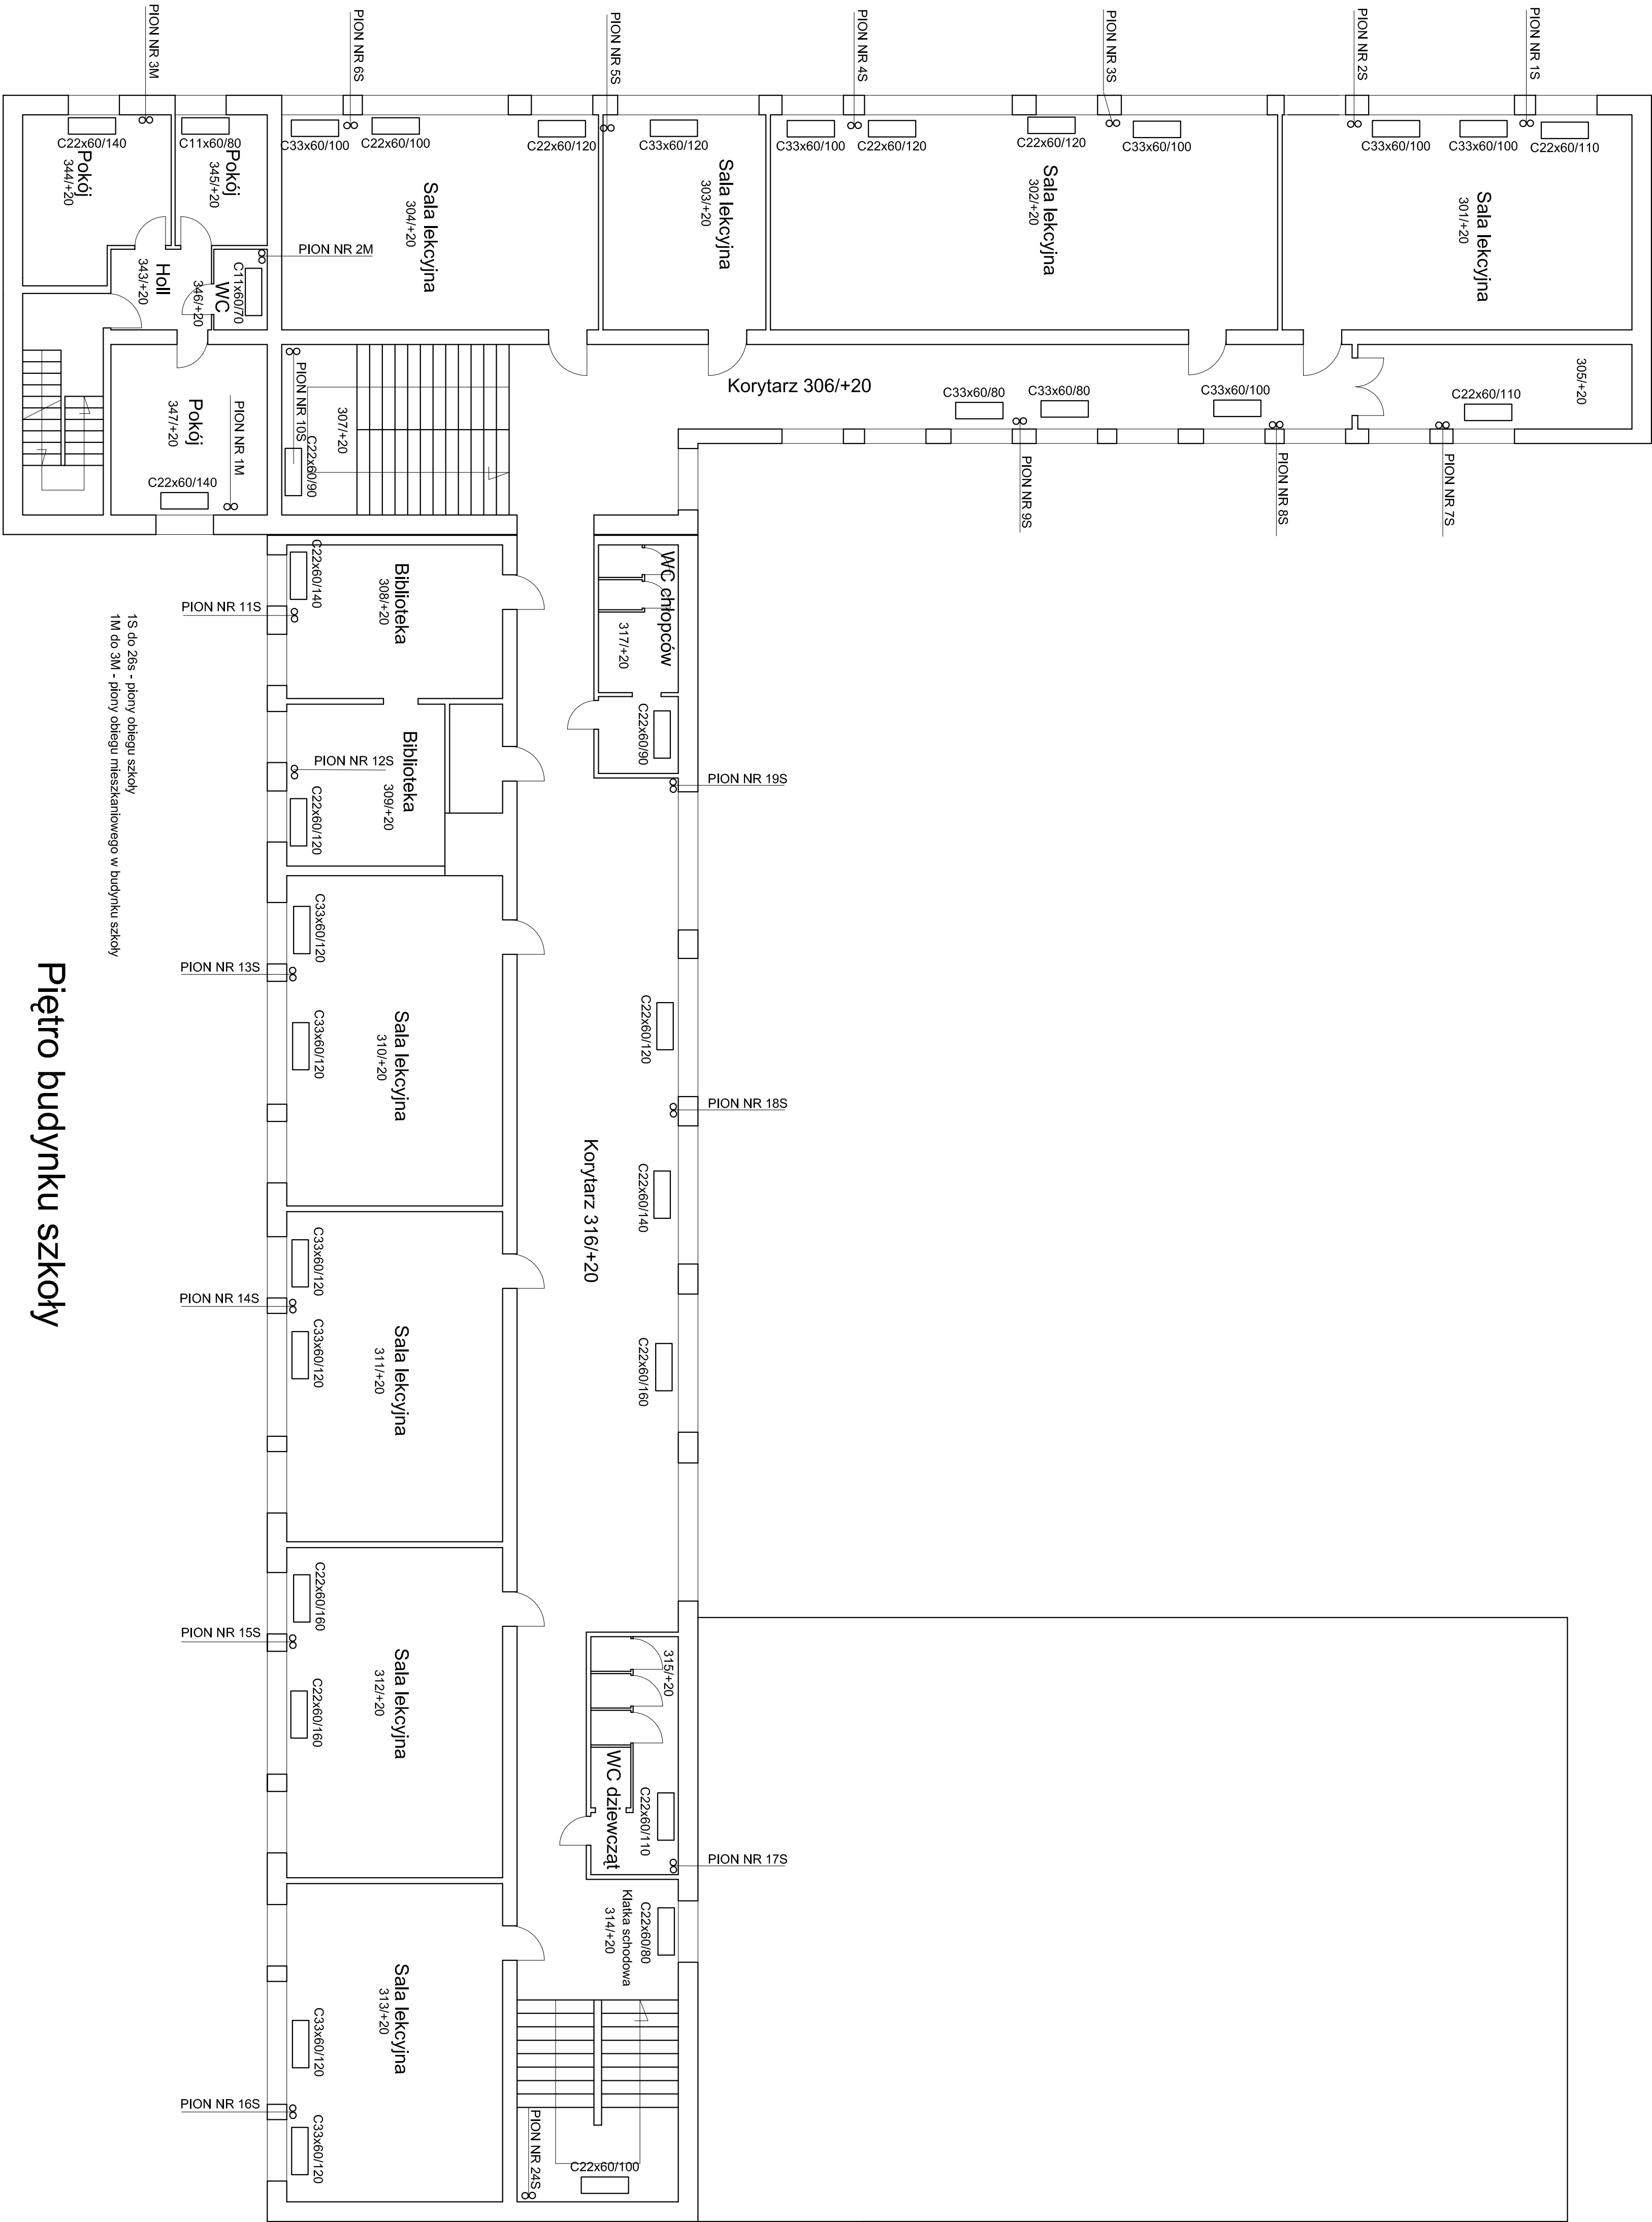 PION NR 3M
PION NR 6S
PION NR 5S
PION NR 4S
PION NR 3S
PION NR 2S
PION NR 1S
C22x60/140
C11x60/80
C33x60/100
C22x60/100
C22x60/120
C33x60/120
C33x60/100
C22x60/120
C22x60/120
C33x60/100
C33x60/100
C33x60/100
C22x60/110
Pokój
344/+20
Pokój
345/+20
Sala lekcyjna
304/+20
Sala lekcyjna
303/+20
Sala lekcyjna
302/+20
Sala lekcyjna
301/+20
PION NR 2M
Holl
343/+20
WC
346/+20
C11x60/70
Pokój
347/+20
PION NR 1M
C22x60/140
PION NR 10S
307/+20
C22x60/90
Korytarz 306/+20
C33x60/80
C33x60/80
C33x60/100
C22x60/110
305/+20
PION NR 9S
PION NR 8S
PION NR 7S
C22x60/140
Biblioteka
308/+20
PION NR 11S
WC chłopców
317/+20
C22x60/90
PION NR 19S
Biblioteka
309/+20
PION NR 12S
C22x60/120
C33x60/120
PION NR 13S
C33x60/120
Sala lekcyjna
310/+20
C22x60/120
PION NR 18S
C22x60/140
Korytarz 316/+20
C22x60/160
C33x60/120
PION NR 14S
C33x60/120
Sala lekcyjna
311/+20
C22x60/160
PION NR 15S
C22x60/160
Sala lekcyjna
312/+20
315/+20
WC dziewcząt
C22x60/110
PION NR 17S
C22x60/80
Klatka schodowa
314/+20
Sala lekcyjna
313/+20
C33x60/120
PION NR 16S
C33x60/120
PION NR 24S
C22x60/100
1S do 26s - piony obiegu szkoły
1M do 3M - piony obiegu mieszkaniowego w budynku szkoły
Piętro budynku szkoły